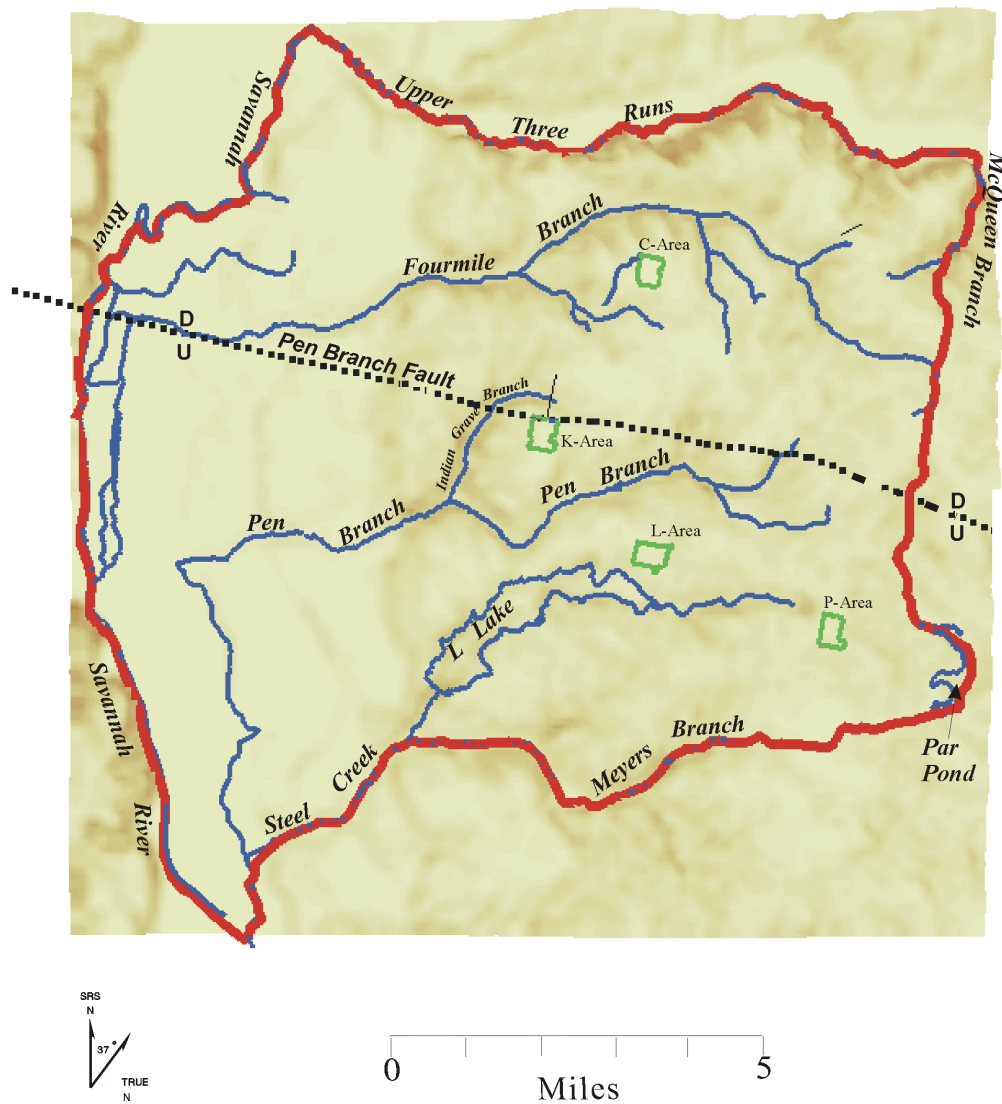 Upper
Three
Runs
Savannah
River
McQueen Branch
Branch
Fourmile
C-Area
D
U
Pen Branch Fault
Indian Grave Branch
K-Area
Pen
Branch
Pen
Branch
D
U
L-Area
L Lake
P-Area
Savannah
River
Steel
Creek
Meyers
Branch
Par
Pond
SRS
N
37°
TRUE
N
0
5
Miles